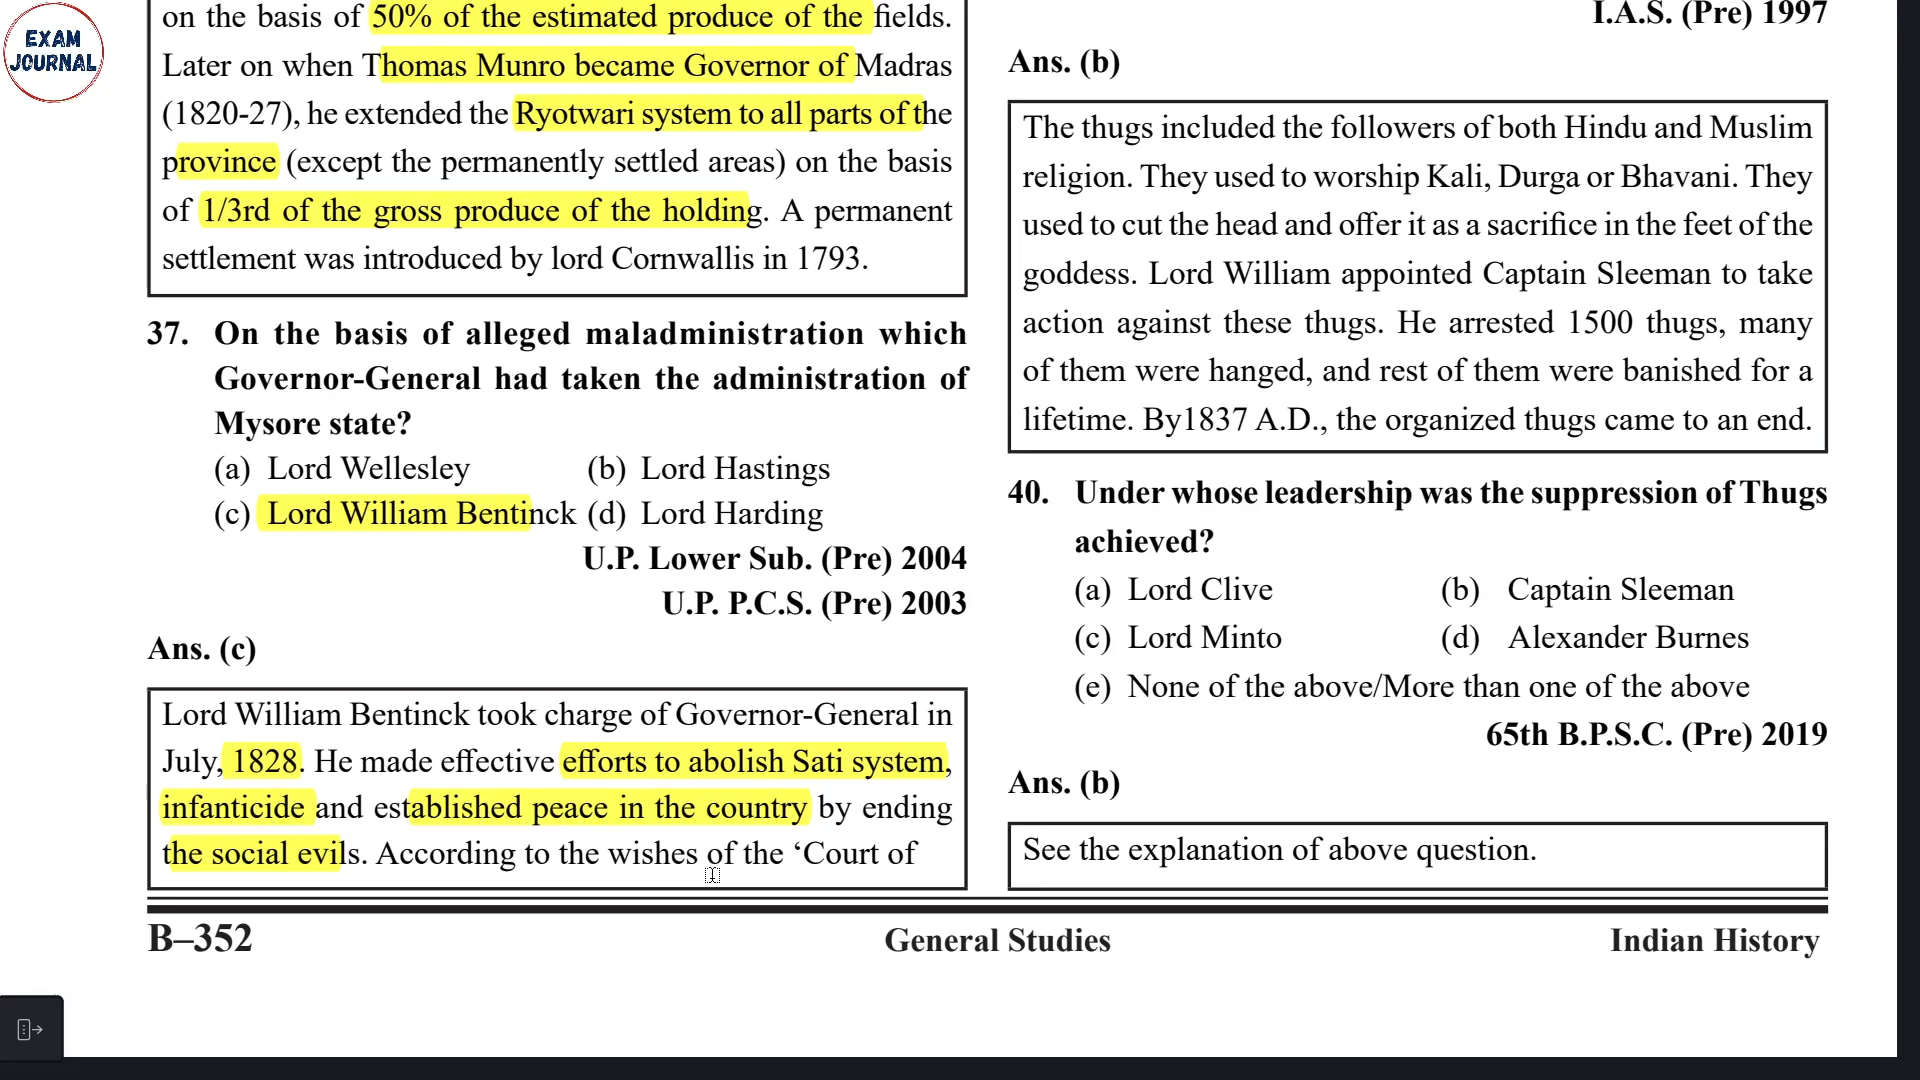 EXAM
JOURNAL
on the basis of 50% of the estimated produce of the fields.
Later on when Thomas Munro became Governor of Madras
(1820-27), he extended the Ryotwari system to all parts of the
province (except the permanently settled areas) on the basis
of 1/3rd of the gross produce of the holding. A permanent
settlement was introduced by lord Cornwallis in 1793.
37. On the basis of alleged maladministration which
Governor-General had taken the administration of
Mysore state?
(a) Lord Wellesley (b) Lord Hastings
(c) Lord William Bentinck (d) Lord Harding
U.P. Lower Sub. (Pre) 2004
U.P. P.C.S. (Pre) 2003
Ans. (c)
Lord William Bentinck took charge of Governor-General in
July, 1828. He made effective efforts to abolish Sati system,
infanticide and established peace in the country by ending
the social evils. According to the wishes of the ‘Court of
I.A.S. (Pre) 1997
Ans. (b)
The thugs included the followers of both Hindu and Muslim
religion. They used to worship Kali, Durga or Bhavani. They
used to cut the head and offer it as a sacrifice in the feet of the
goddess. Lord William appointed Captain Sleeman to take
action against these thugs. He arrested 1500 thugs, many
of them were hanged, and rest of them were banished for a
lifetime. By1837 A.D., the organized thugs came to an end.
40. Under whose leadership was the suppression of Thugs
achieved?
(a) Lord Clive (b) Captain Sleeman
(c) Lord Minto (d) Alexander Burnes
(e) None of the above/More than one of the above
65th B.P.S.C. (Pre) 2019
Ans. (b)
See the explanation of above question.
B–352 General Studies Indian History